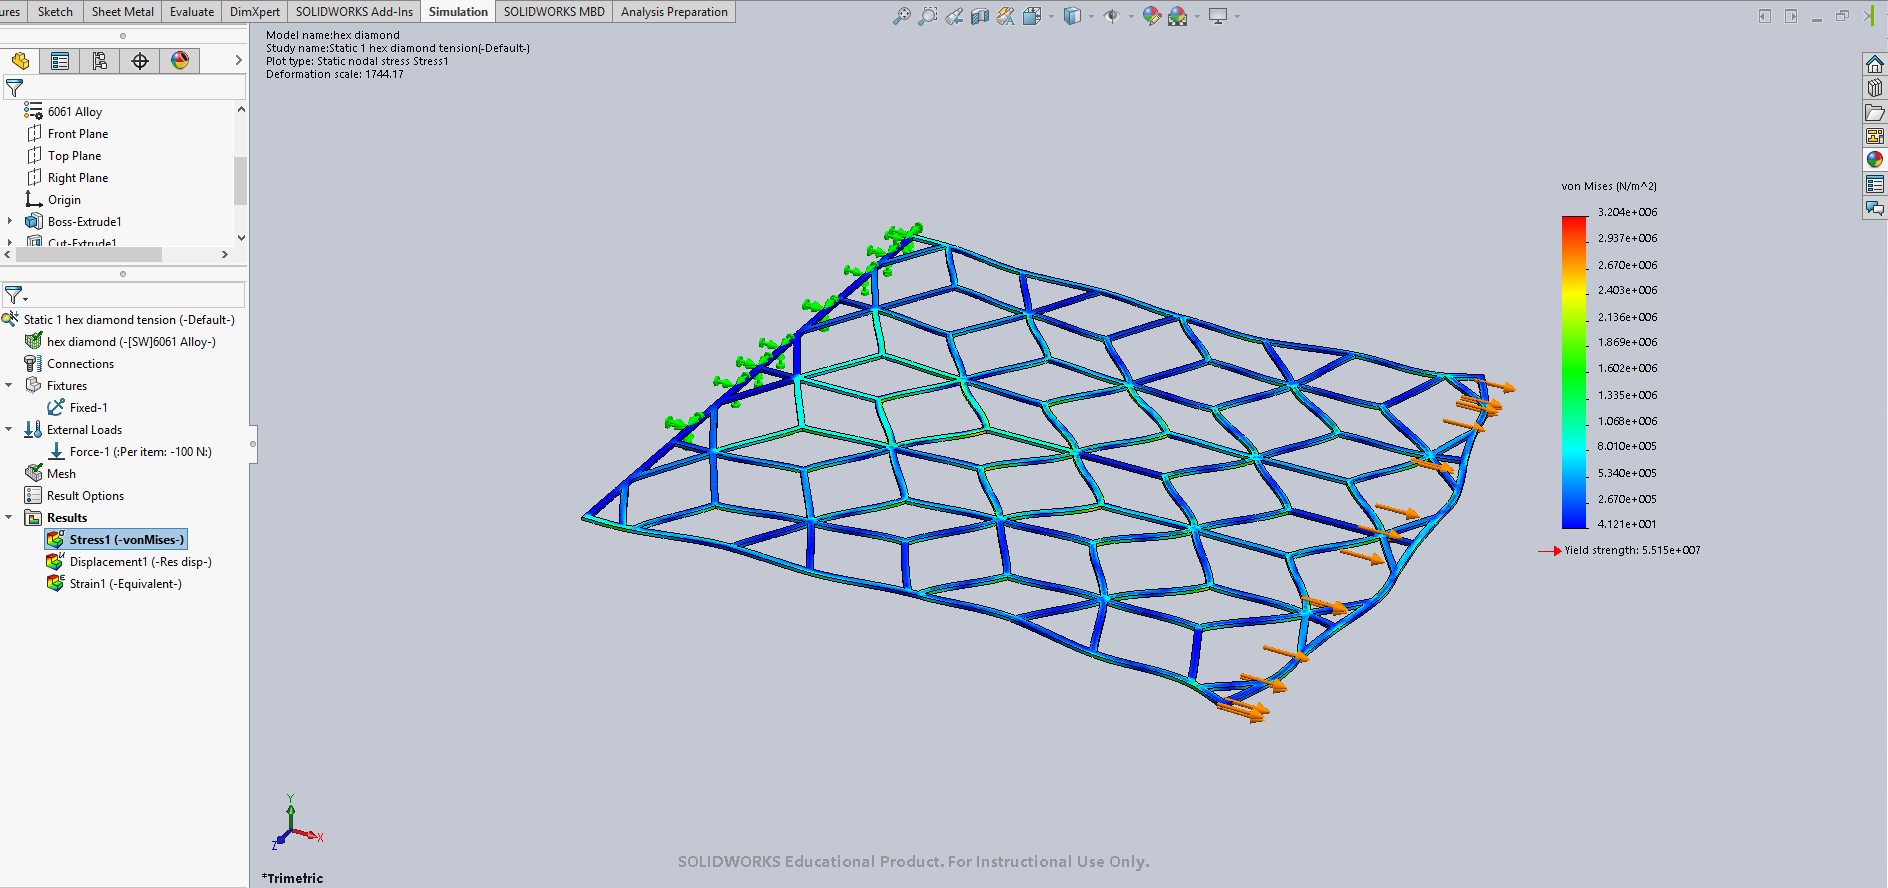 ures Sketch Sheet Metal Evaluate DimXpert SOLIDWORKS Add-Ins Simulation SOLIDWORKS MBD Analysis Preparation
Model name:hex diamond
Study name:Static 1 hex diamond tension(-Default-)
Plot type: Static nodal stress Stress1
Deformation scale: 1744.17
6061 Alloy
Front Plane
Top Plane
Right Plane
Origin
Boss-Extrude1
Cut-Extrude1
Static 1 hex diamond tension (-Default-)
hex diamond (-[SW]6061 Alloy-)
Connections
Fixtures
Fixed-1
External Loads
Force-1 (:Per item: -100 N:)
Mesh
Result Options
Results
Stress1 (-vonMises-)
Displacement1 (-Res disp-)
Strain1 (-Equivalent-)
von Mises (N/m^2)
3.204e+006
2.937e+006
2.670e+006
2.403e+006
2.136e+006
1.869e+006
1.602e+006
1.335e+006
1.068e+006
8.010e+005
5.340e+005
2.670e+005
4.121e+001
Yield strength: 5.515e+007
Y
X
Z
SOLIDWORKS Educational Product. For Instructional Use Only.
*Trimetric